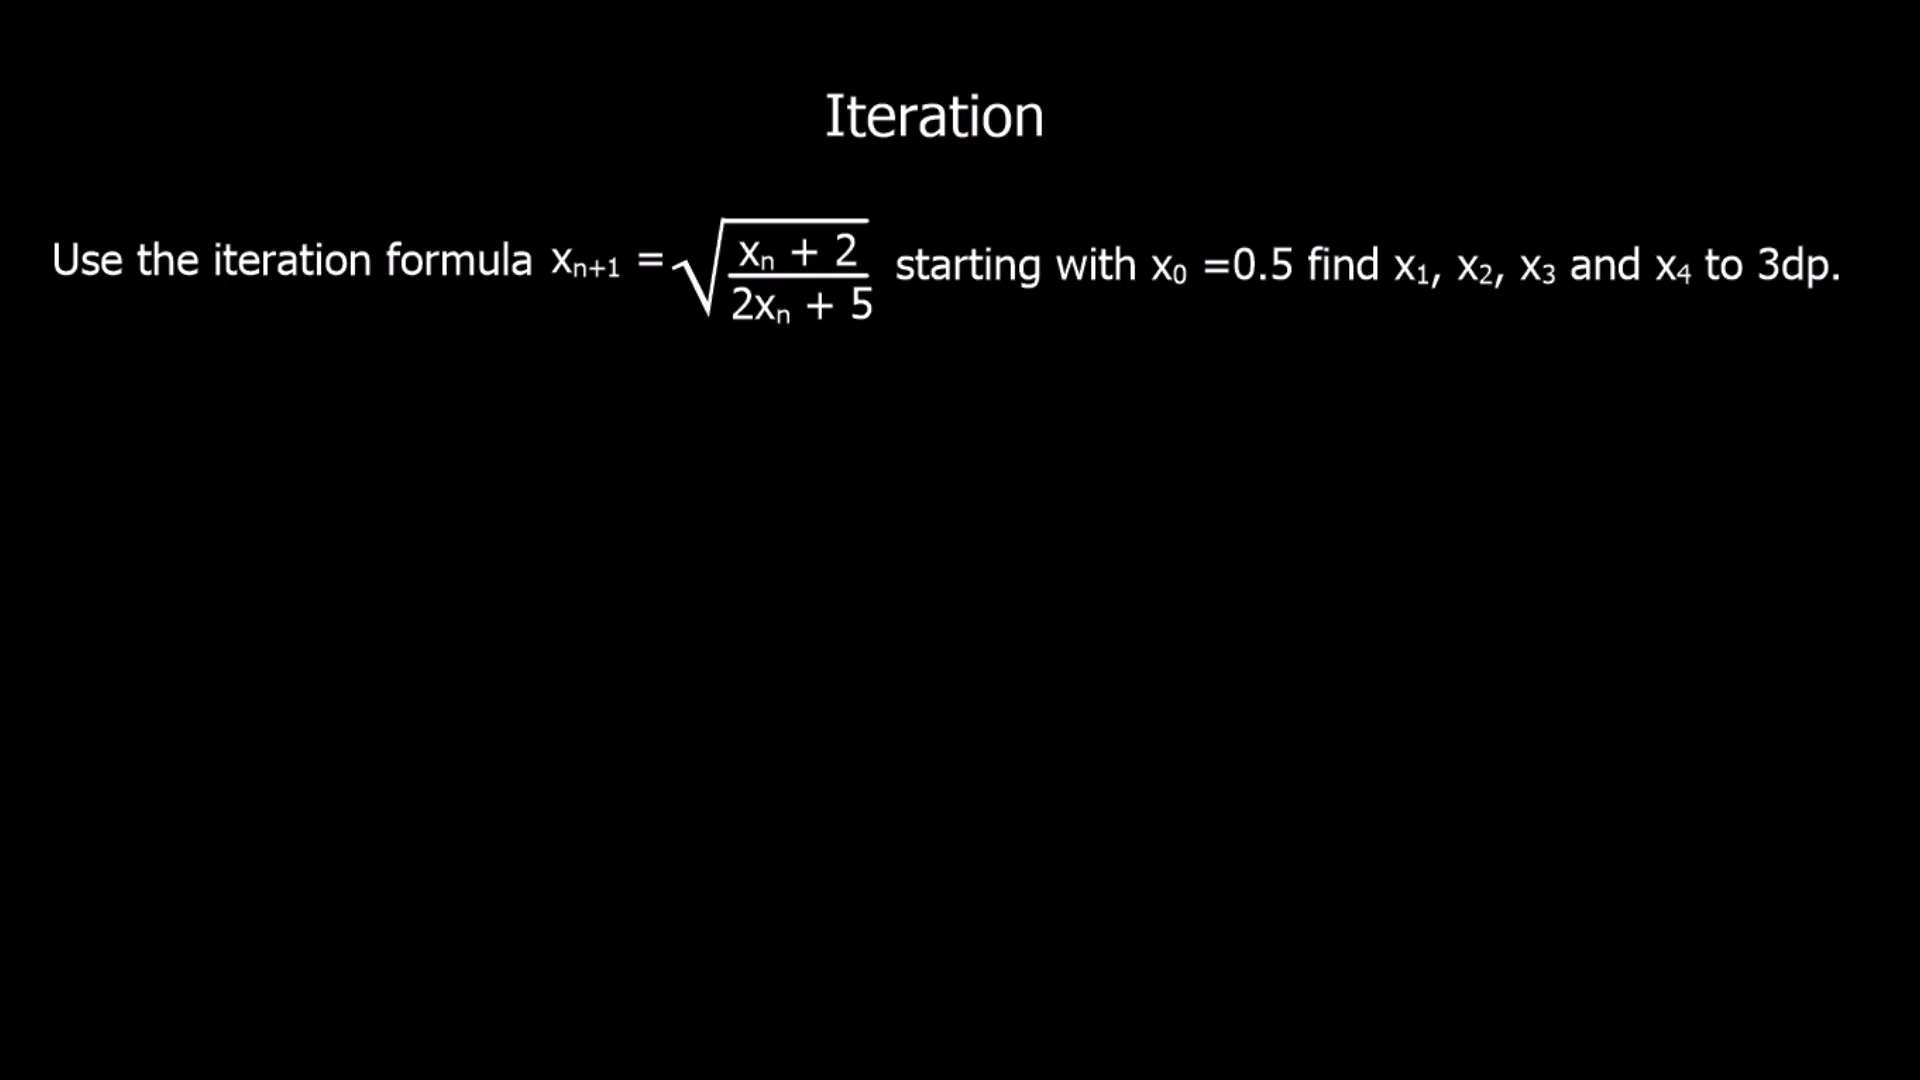 Iteration
Use the iteration formula xₙ₊₁ = √((xₙ + 2)/(2xₙ + 5)) starting with x₀ =0.5 find x₁, x₂, x₃ and x₄ to 3dp.